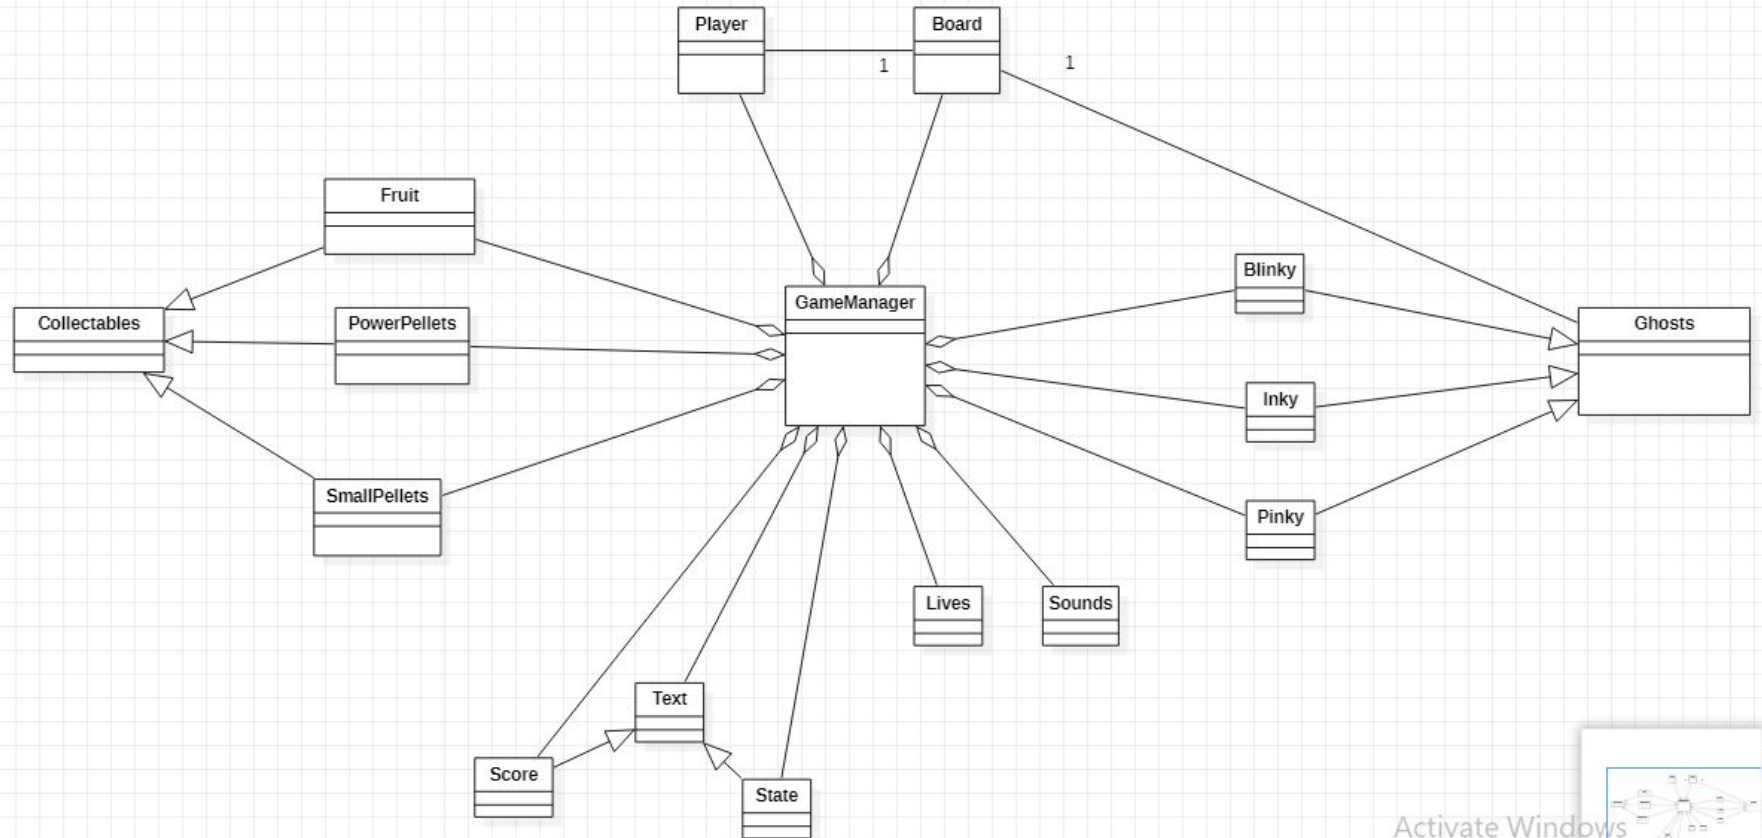 Player
Board
1
1
Fruit
Blinky
GameManager
Collectables
PowerPellets
Ghosts
Inky
SmallPellets
Pinky
Lives
Sounds
Text
Score
State
Activate Windows